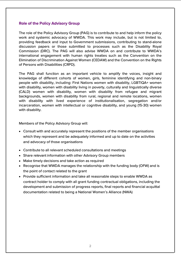 Role of the Policy Advisory Group
The role of the Policy Advisory Group (PAG) is to contribute to and help inform the policy
work and systemic advocacy of WWDA. This work may include, but is not limited to:
providing feedback and input to Government submissions, contributing to stand-alone
discussion papers or those submitted to processes such as the Disability Royal
Commission (DRC). The PAG will also advise WWDA on and contribute to WWDA's
international engagement with human rights treaties such as the Convention on the
Elimination of Discrimination Against Women (CEDAW) and the Convention on the Rights
of Persons with Disabilities (CRPD).
The PAG shall function as an important vehicle to amplify the voices; insight and
knowledge of different cohorts of women, girls, feminine identifying and non-binary
people with disability, including First Nations women with disability; LGBTIQA+ women
with disability, women with disability living in poverty, culturally and linguistically diverse
(CALD) women with disability, women with disability from refugee and migrant
backgrounds, women with disability from rural, regional and remote locations, women
with disability with lived experience of institutionalisation, segregation and/or
incarceration, women with intellectual or cognitive disability, and young (15-30) women
with disability.
Members of the Policy Advisory Group will:
• Consult with and accurately represent the positions of the member organisations
which they represent and be adequately informed and up to date on the activities
and advocacy of those organisations
• Contribute to all relevant scheduled consultations and meetings
• Share relevant information with other Advisory Group members
• Make timely decisions and take action as required
• Recognise that WWDA manages the relationship with the funding body (OFW) and is
the point of contact related to the grant
• Provide sufficient information and take all reasonable steps to enable WWDA as
contract holder to comply with all grant funding contractual obligations, including the
development and submission of progress reports, final reports and financial acquittal
documentation related to being a National Women's Alliance (NWA)